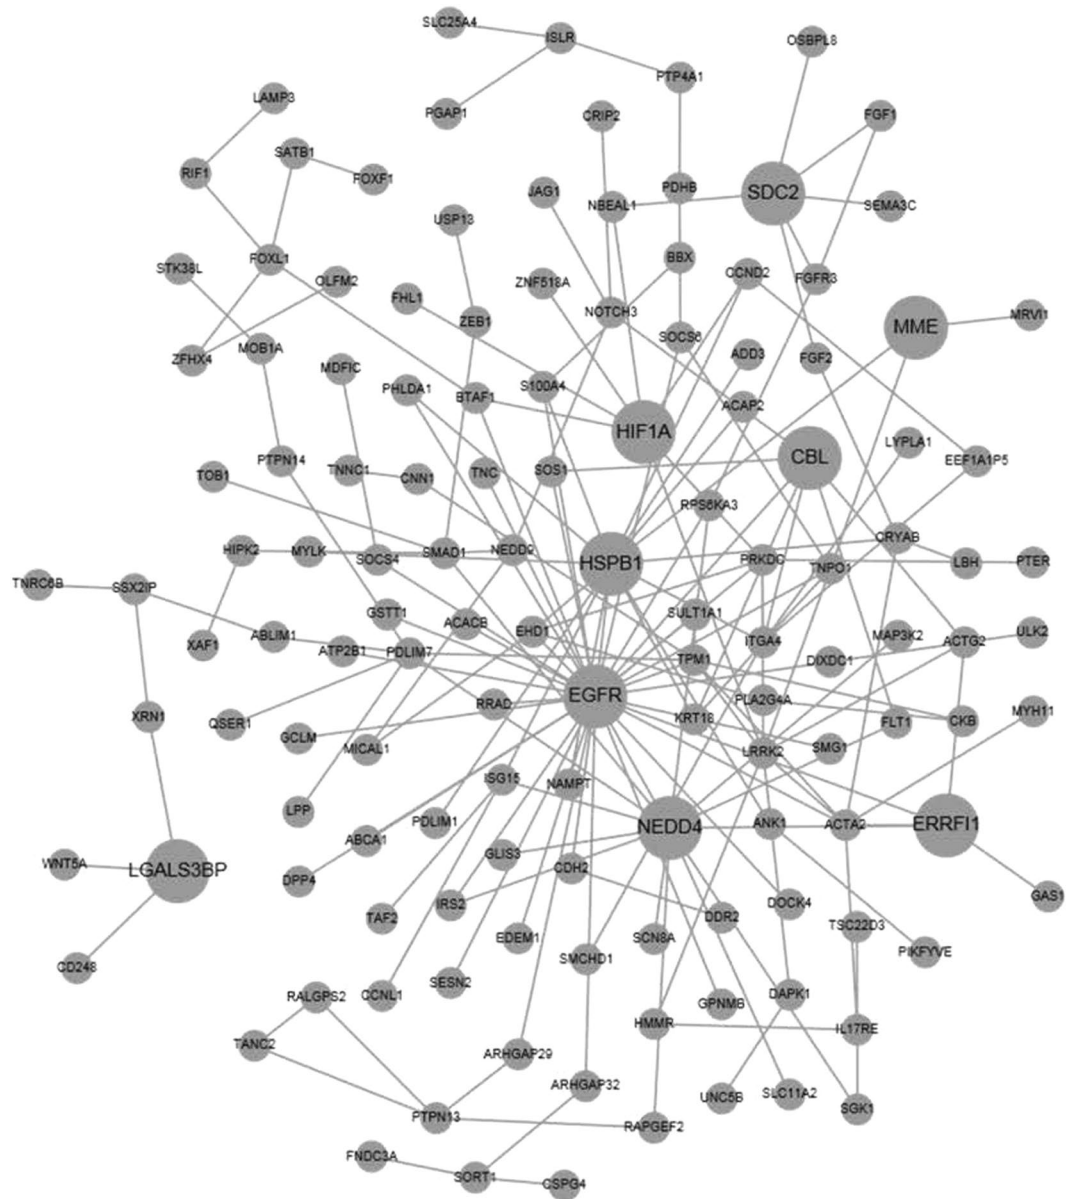 SLC25A4
ISLR
OSBPL8
PTP4A1
LAMP3
PGAP1
CRIP2
FGF1
SATB1
RIF1
FOXF1
JAG1
PDHB
SDC2
NBEAL1
SEMA3C
USP13
FOXL1
BBX
STK38L
OLFM2
ZNF518A
CCND2
FGFR3
FHL1
ZEB1
NOTCH3
MME
MRVI1
SOCS6
MOB1A
ZFHX4
ADD3
FGF2
MDFIC
PHLDA1
S100A4
BTAF1
ACAP2
HIF1A
LYPLA1
CBL
EEF1A1P5
PTPN14
TOB1
TNNC1
CNN1
TNC
SOS1
RPS6KA3
CRYAB
HIPK2
MYLK
SOCS4
SMAD1
NEDD9
HSPB1
PRKDC
TNPO1
LBH
PTER
TNRC6B
SSX2IP
GSTT1
ACACB
SULT1A1
EHD1
XAF1
ABLIM1
ATP2B1
PDLIM7
ITGA4
MAP3K2
ACTG2
ULK2
TPM1
DIXDC1
EGFR
RRAD
PLA2G4A
XRN1
QSER1
KRT18
FLT1
CKB
MYH11
GCLM
MICAL1
LRRK2
SMG1
ISG15
NAMPT
LPP
PDLIM1
NEDD4
ANK1
ACTA2
ERRFI1
ABCA1
GLIS3
CDH2
WNT5A
LGALS3BP
DPP4
GAS1
IRS2
DOCK4
TAF2
DDR2
TSC22D3
EDEM1
SCN8A
PIKFYVE
CD248
SMCHD1
SESN2
CCNL1
RALGPS2
DAPK1
GPNMB
HMMR
IL17RE
TANC2
ARHGAP29
ARHGAP32
UNC5B
SLC11A2
SGK1
PTPN13
RAPGEF2
FNDC3A
SORT1
CSPG4